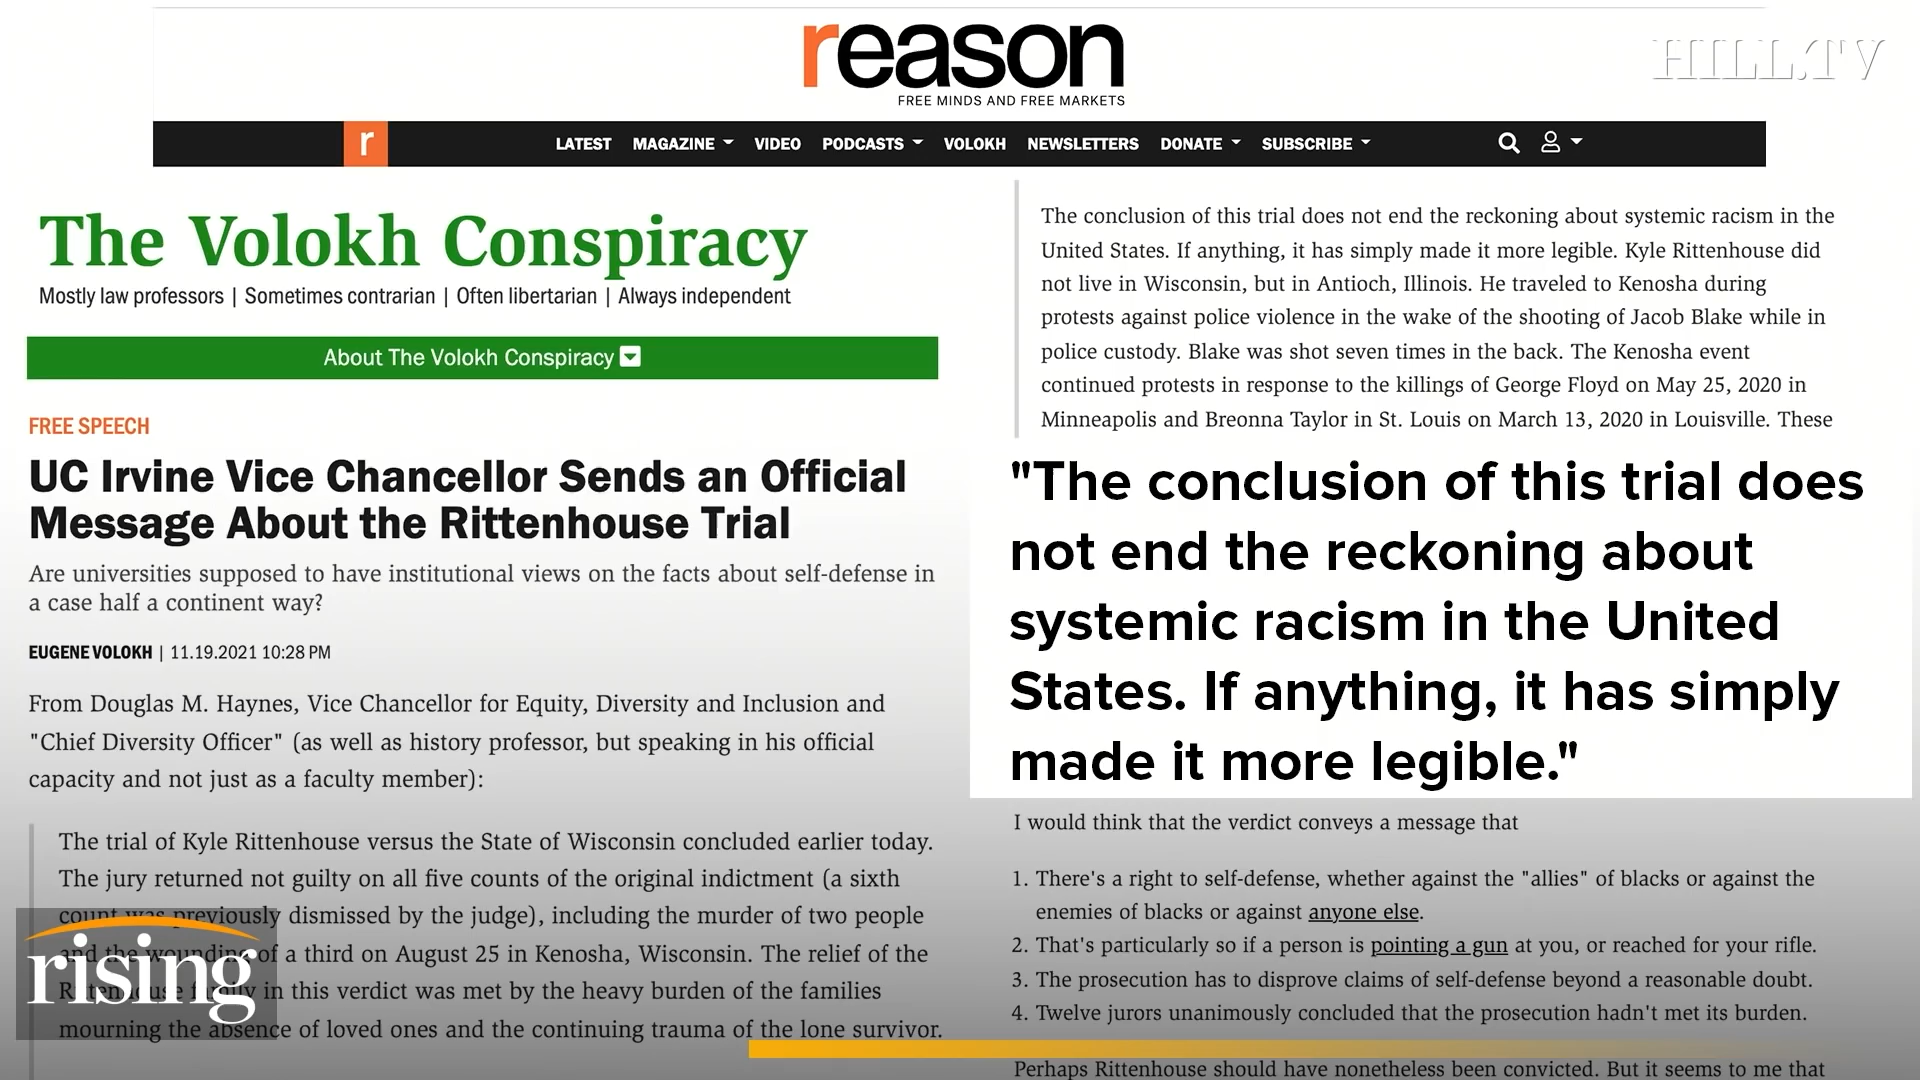 reason
FREE MINDS AND FREE MARKETS
HILL.TV
r
LATEST MAGAZINE VIDEO PODCASTS VOLOKH NEWSLETTERS DONATE SUBSCRIBE
The Volokh Conspiracy
Mostly law professors | Sometimes contrarian | Often libertarian | Always independent
About The Volokh Conspiracy
FREE SPEECH
UC Irvine Vice Chancellor Sends an Official
Message About the Rittenhouse Trial
Are universities supposed to have institutional views on the facts about self-defense in
a case half a continent way?
EUGENE VOLOKH | 11.19.2021 10:28 PM
From Douglas M. Haynes, Vice Chancellor for Equity, Diversity and Inclusion and
"Chief Diversity Officer" (as well as history professor, but speaking in his official
capacity and not just as a faculty member):
The trial of Kyle Rittenhouse versus the State of Wisconsin concluded earlier today.
The jury returned not guilty on all five counts of the original indictment (a sixth
count was previously dismissed by the judge), including the murder of two people
and the wounding of a third on August 25 in Kenosha, Wisconsin. The relief of the
Rittenhouse family in this verdict was met by the heavy burden of the families
mourning the absence of loved ones and the continuing trauma of the lone survivor.
rising
The conclusion of this trial does not end the reckoning about systemic racism in the
United States. If anything, it has simply made it more legible. Kyle Rittenhouse did
not live in Wisconsin, but in Antioch, Illinois. He traveled to Kenosha during
protests against police violence in the wake of the shooting of Jacob Blake while in
police custody. Blake was shot seven times in the back. The Kenosha event
continued protests in response to the killings of George Floyd on May 25, 2020 in
Minneapolis and Breonna Taylor in St. Louis on March 13, 2020 in Louisville. These
"The conclusion of this trial does
not end the reckoning about
systemic racism in the United
States. If anything, it has simply
made it more legible."
I would think that the verdict conveys a message that
1. There's a right to self-defense, whether against the "allies" of blacks or against the
enemies of blacks or against anyone else.
2. That's particularly so if a person is pointing a gun at you, or reached for your rifle.
3. The prosecution has to disprove claims of self-defense beyond a reasonable doubt.
4. Twelve jurors unanimously concluded that the prosecution hadn't met its burden.
Perhaps Rittenhouse should have nonetheless been convicted. But it seems to me that